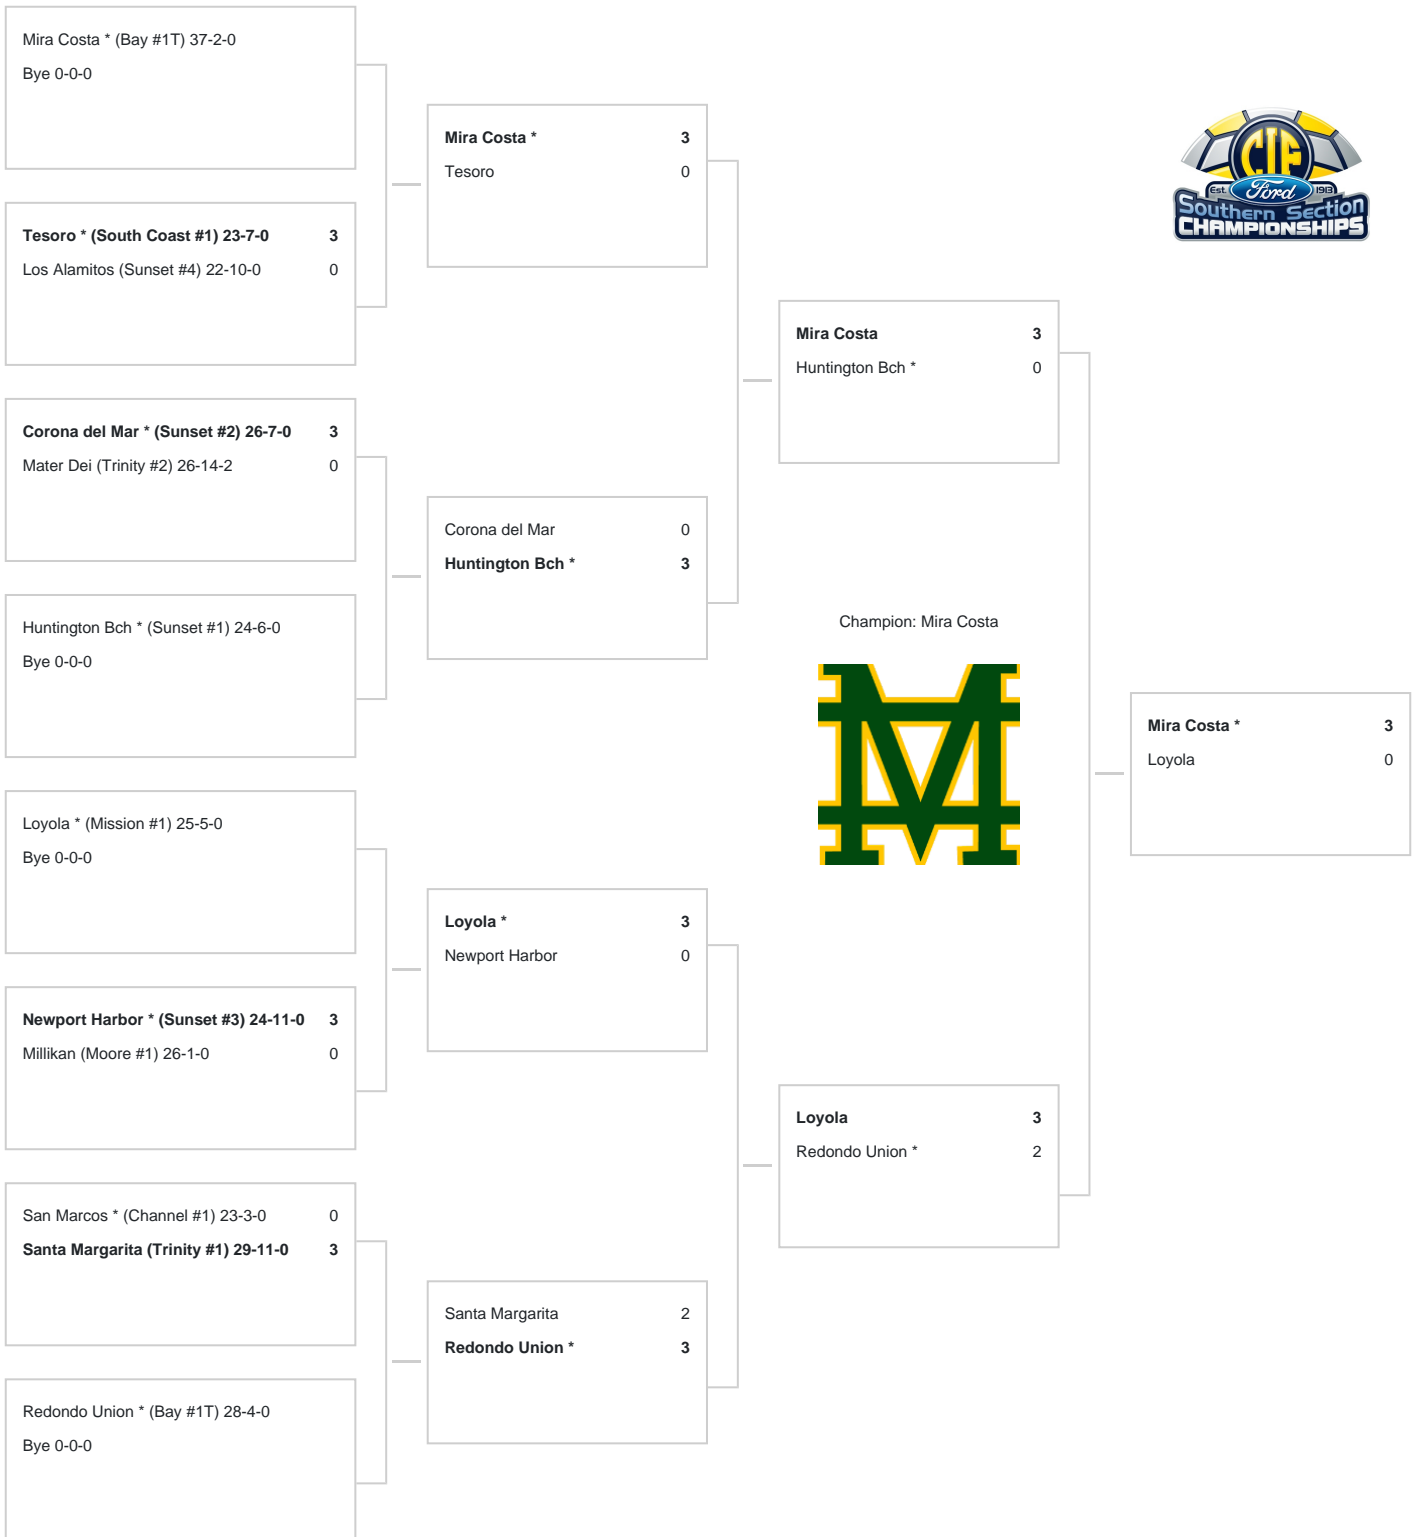 Mira Costa * (Bay #1T) 37-2-0
Bye 0-0-0
Tesoro * (South Coast #1) 23-7-0 3
Los Alamitos (Sunset #4) 22-10-0 0
Corona del Mar * (Sunset #2) 26-7-0 3
Mater Dei (Trinity #2) 26-14-2 0
Huntington Bch * (Sunset #1) 24-6-0
Bye 0-0-0
Loyola * (Mission #1) 25-5-0
Bye 0-0-0
Newport Harbor * (Sunset #3) 24-11-0 3
Millikan (Moore #1) 26-1-0 0
San Marcos * (Channel #1) 23-3-0 0
Santa Margarita (Trinity #1) 29-11-0 3
Redondo Union * (Bay #1T) 28-4-0
Bye 0-0-0
Mira Costa * 3
Tesoro 0
Corona del Mar 0
Huntington Bch * 3
Loyola * 3
Newport Harbor 0
Santa Margarita 2
Redondo Union * 3
Mira Costa 3
Huntington Bch * 0
Loyola 3
Redondo Union * 2
Mira Costa * 3
Loyola 0
Champion: Mira Costa
CIF
Est. Ford 1913
Southern Section
CHAMPIONSHIPS
MC